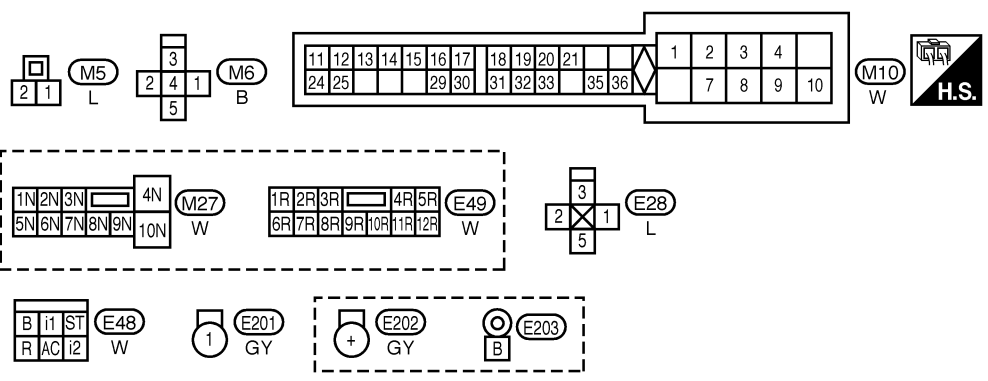 2 1
M5
L
3
2 4 1
5
M6
B
11 12 13 14 15 16 17 18 19 20 21
24 25 29 30 31 32 33 35 36
1 2 3 4
7 8 9 10
M10
W
H.S.
1N 2N 3N 4N
5N 6N 7N 8N 9N 10N
M27
W
1R 2R 3R 4R 5R
6R 7R 8R 9R 10R 11R 12R
E49
W
3
2 1
5
E28
L
B i1 ST
R AC i2
E48
W
1
E201
GY
+
E202
GY
B
E203